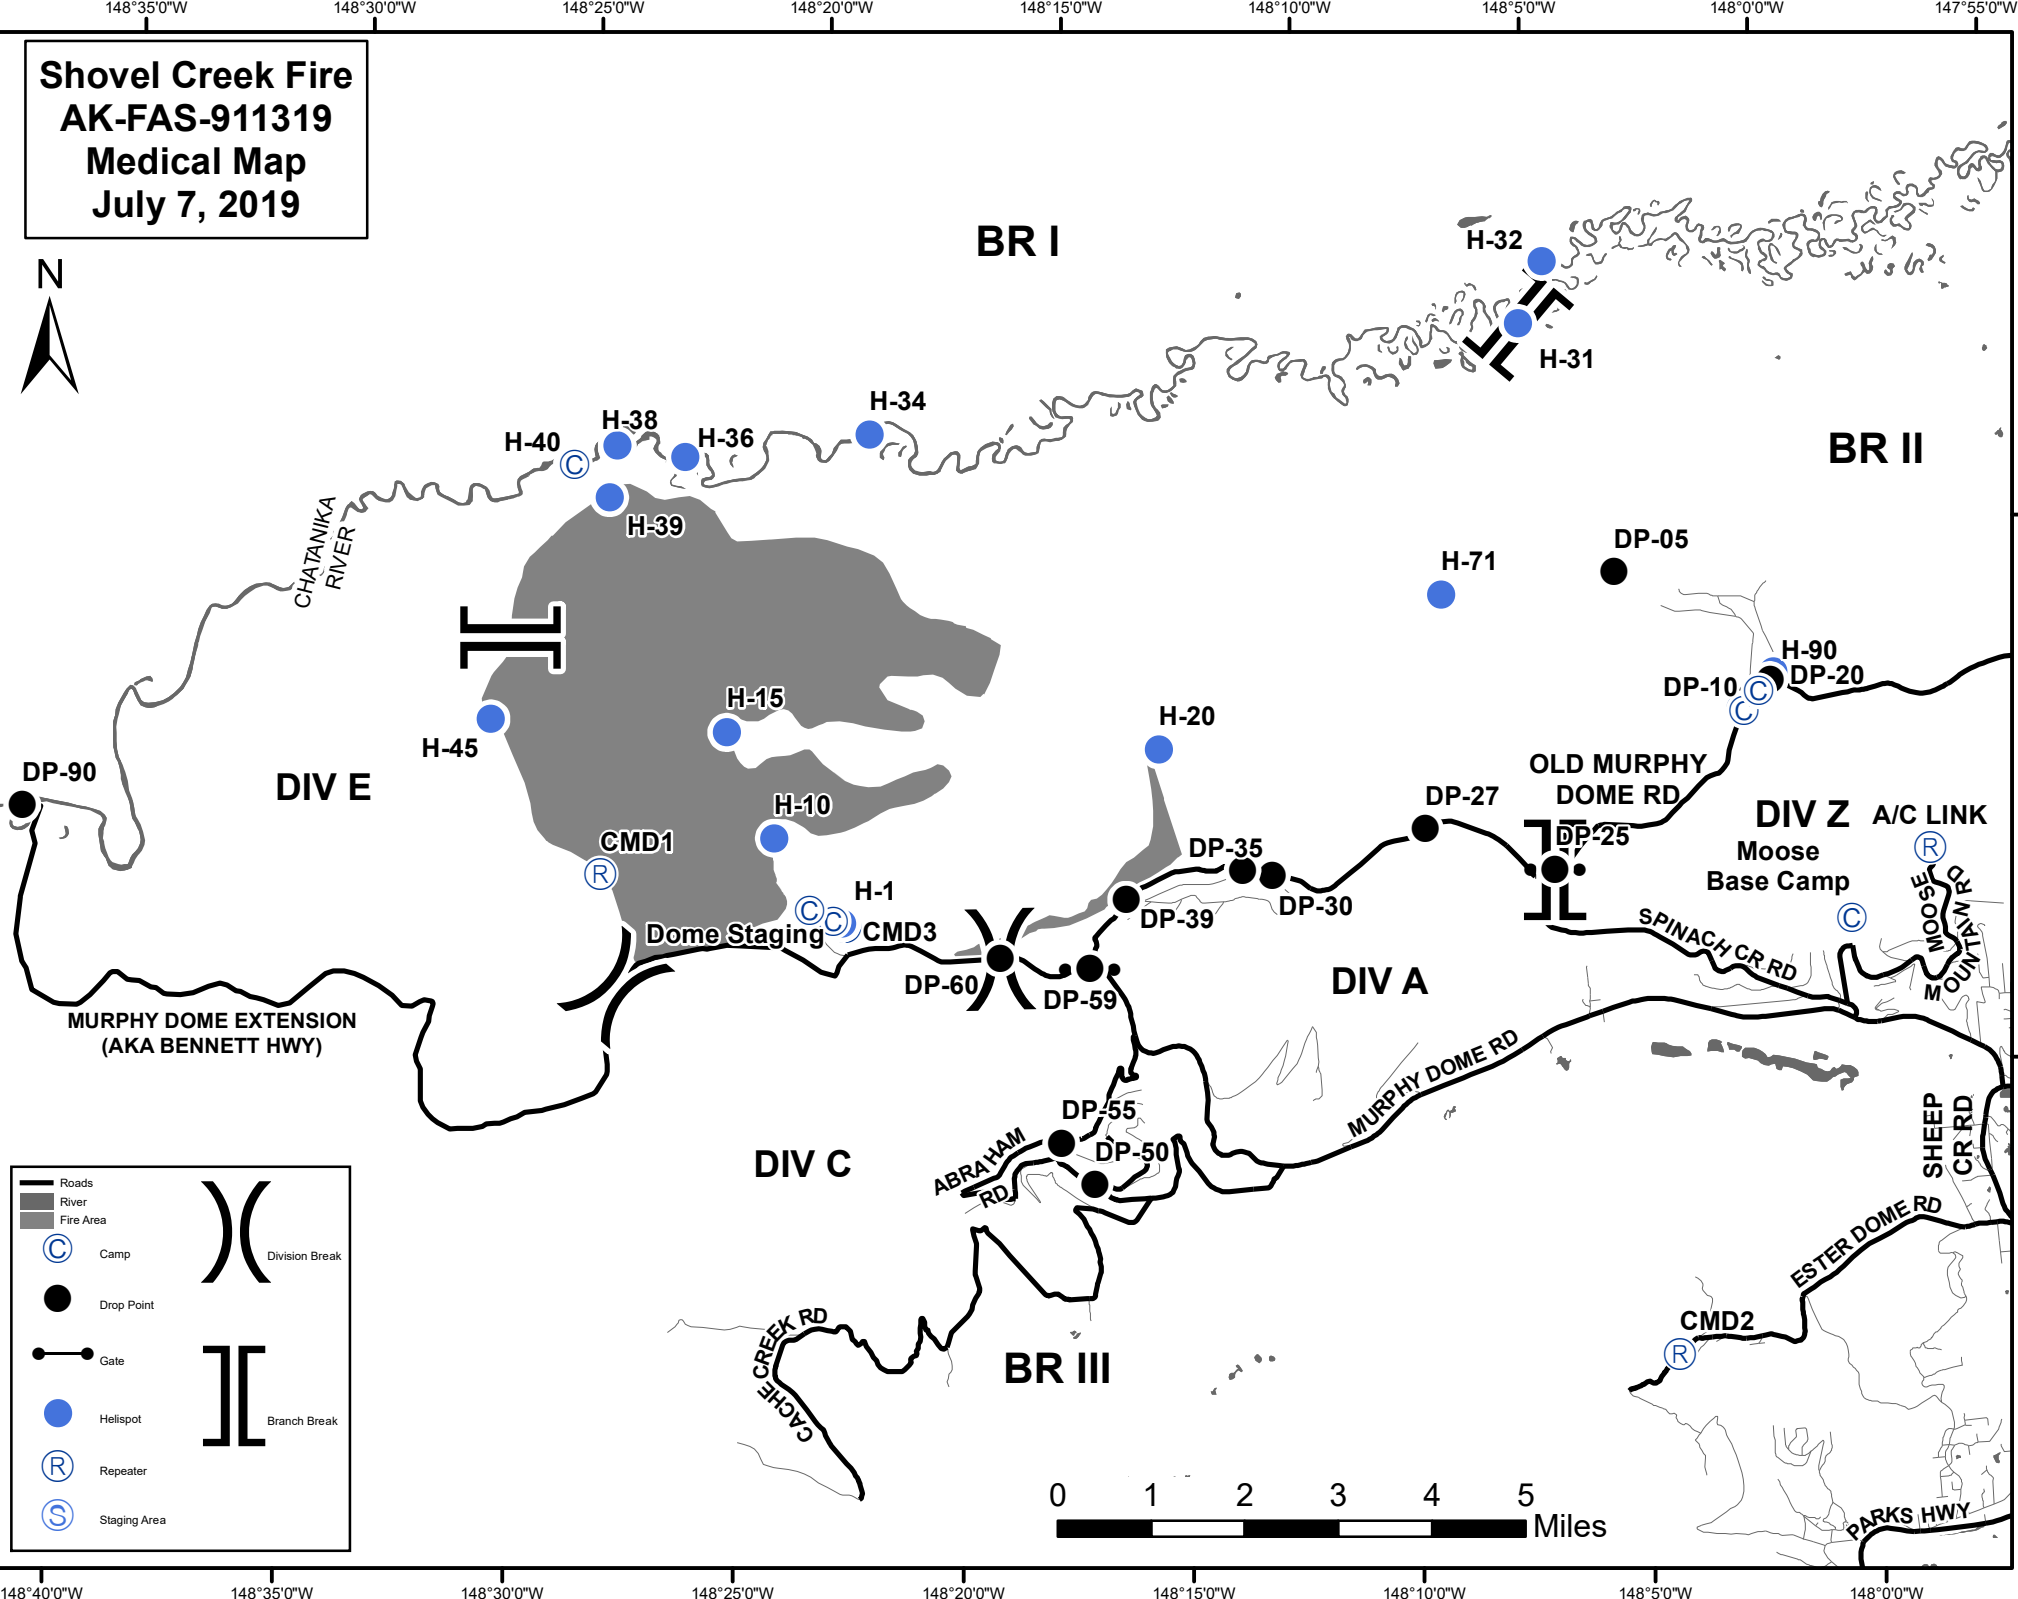 148°35'0"W
148°30'0"W
148°25'0"W
148°20'0"W
148°15'0"W
148°10'0"W
148°5'0"W
148°0'0"W
147°55'0"W
Shovel Creek Fire
AK-FAS-911319
Medical Map
July 7, 2019
N
BR I
H-32
H-31
H-34
H-38
H-36
H-40
C
BR II
H-39
CHATANIKA
RIVER
DP-05
H-71
H-90
DP-20
DP-10
C
C
H-15
H-20
H-45
OLD MURPHY
DOME RD
DP-90
DIV E
H-10
DP-27
DIV Z
A/C LINK
R
DP-25
CMD1
R
DP-35
Moose
Base Camp
C
MOOSE
MOUNTAIN RD
H-1
C
C
CMD3
Dome Staging
DP-39
DP-30
SPINACH CR RD
DP-60
DP-59
DIV A
MURPHY DOME EXTENSION
(AKA BENNETT HWY)
MURPHY DOME RD
DP-55
DP-50
ABRAHAM
RD
DIV C
SHEEP
CR RD
ESTER DOME RD
CMD2
R
CACHE CREEK RD
BR III
PARKS HWY
Roads
River
Fire Area
C
Camp
Division Break
Drop Point
Gate
Helispot
Branch Break
R
Repeater
S
Staging Area
0 1 2 3 4 5
Miles
148°40'0"W
148°35'0"W
148°30'0"W
148°25'0"W
148°20'0"W
148°15'0"W
148°10'0"W
148°5'0"W
148°0'0"W